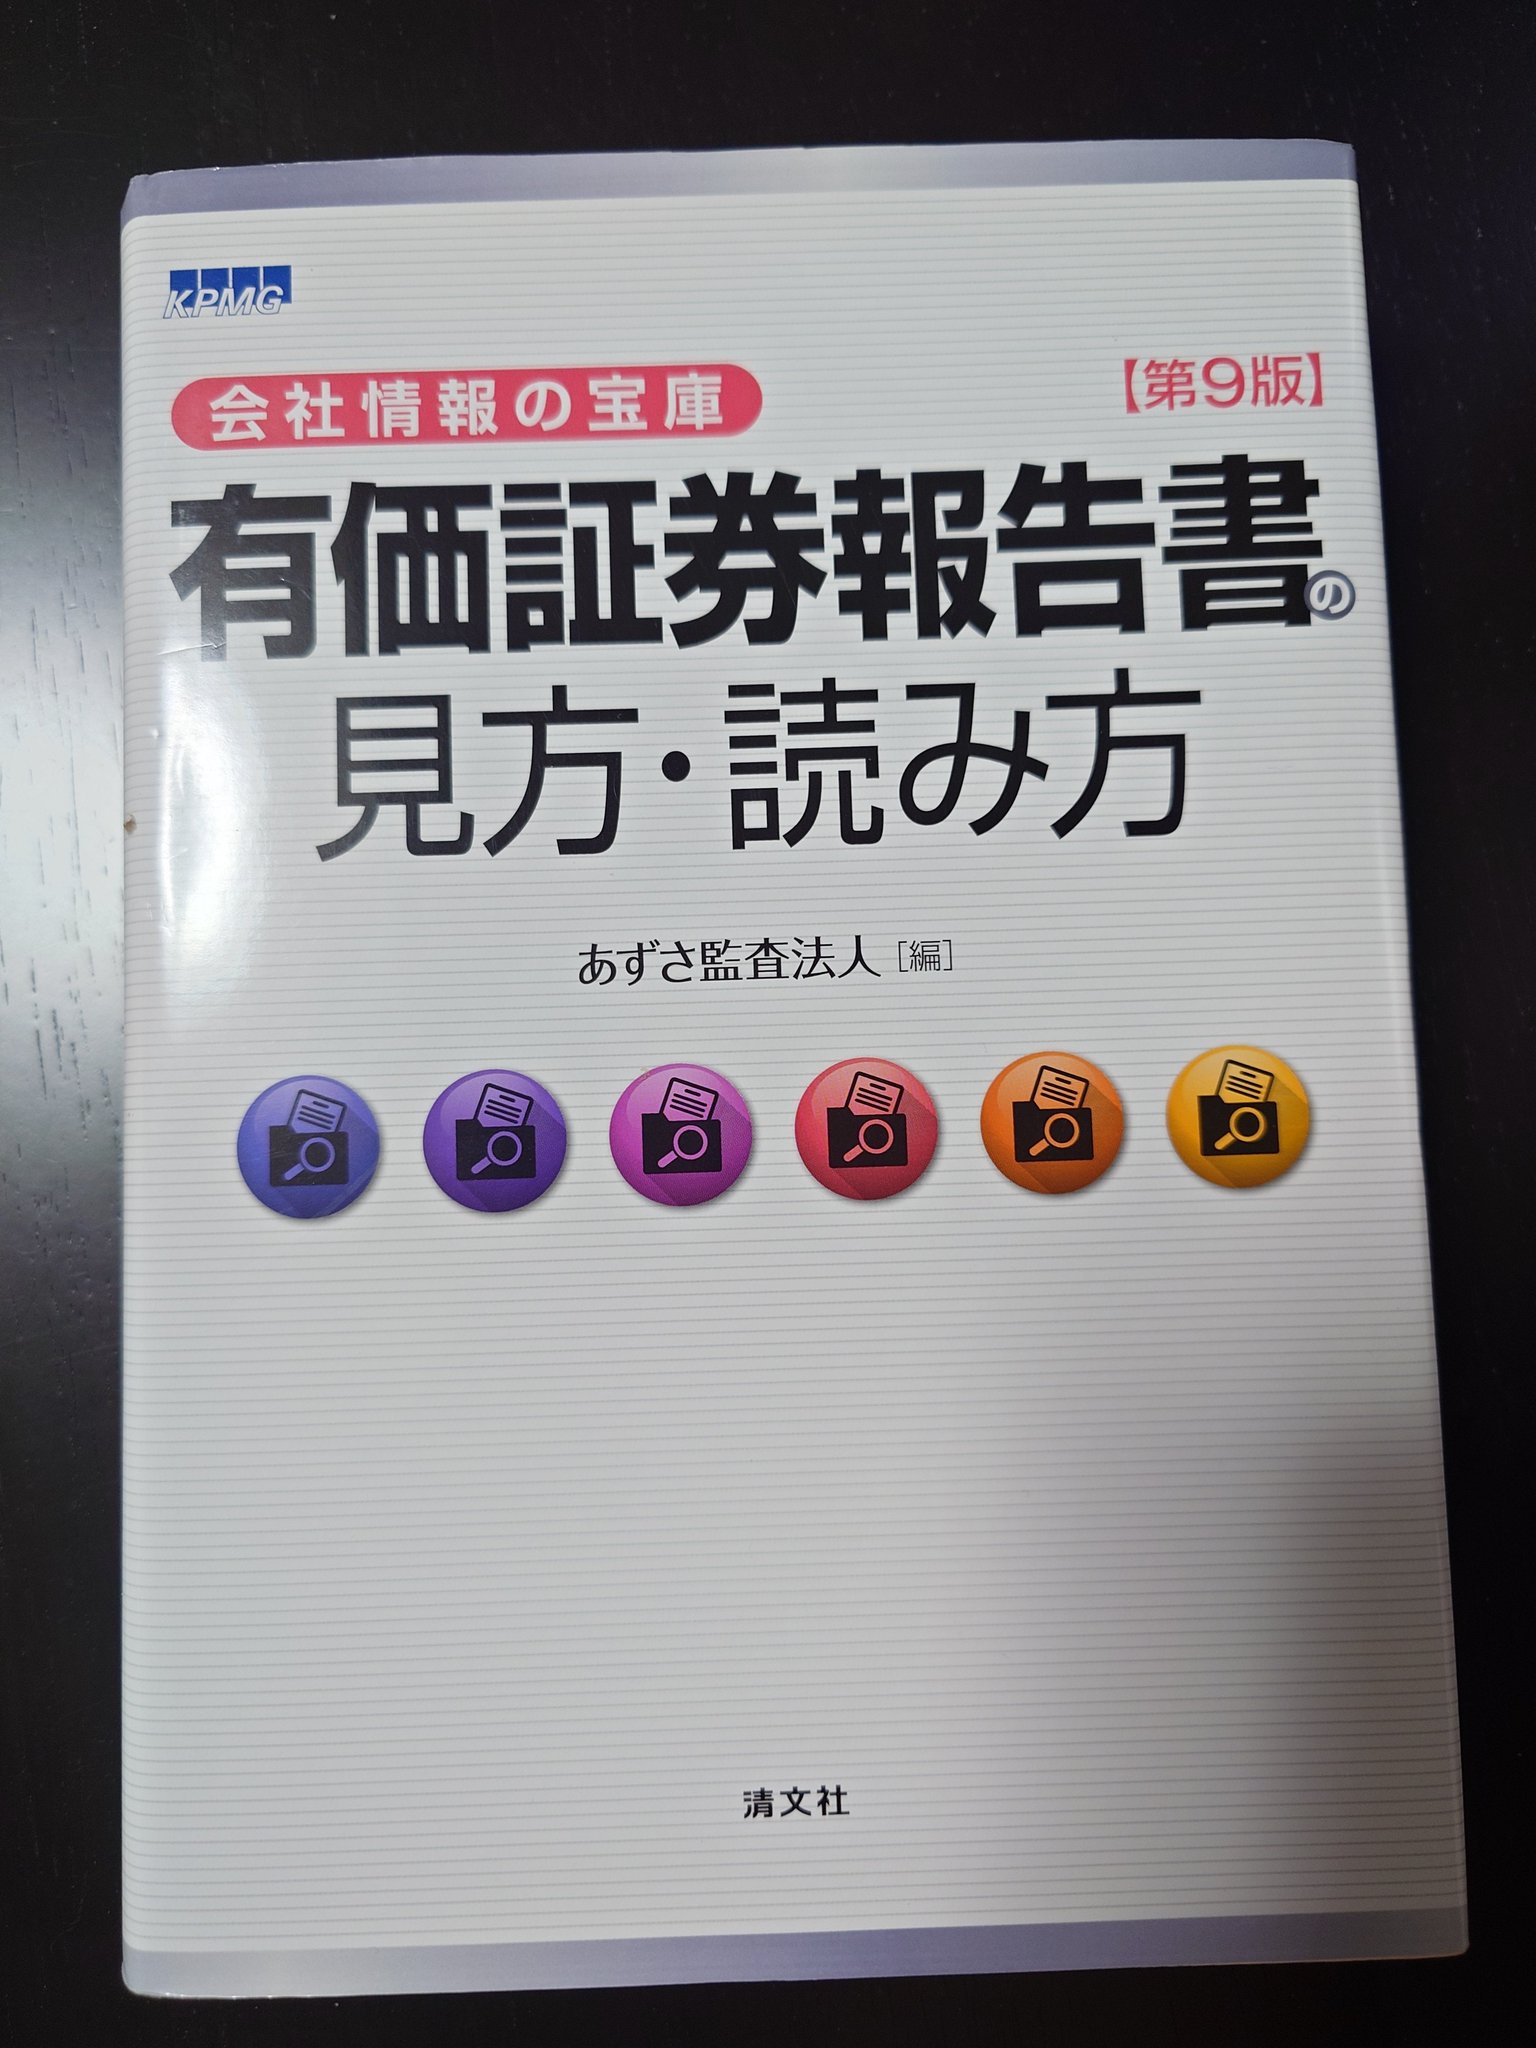 KPMG
会社情報の宝庫
【第9版】
有価証券報告書の
見方・読み方
あずさ監査法人[編]
清文社